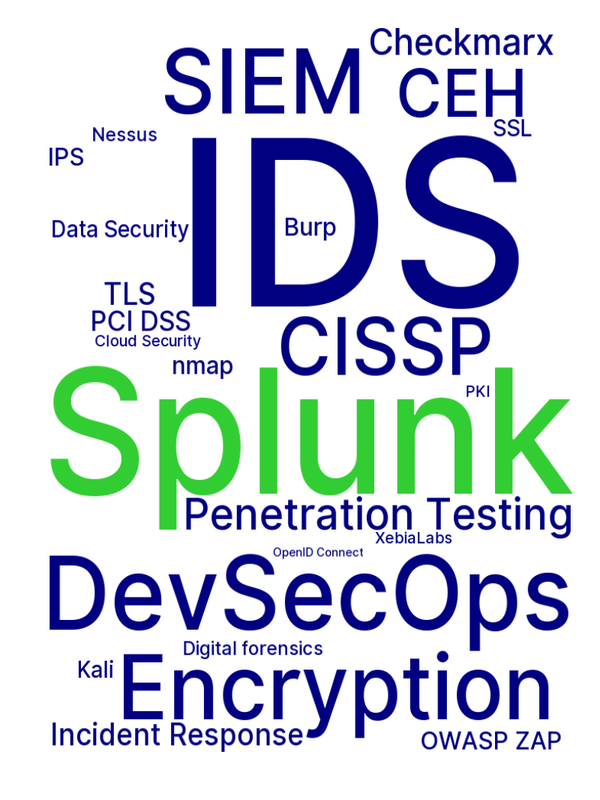 Checkmarx
SIEM
CEH
SSL
Nessus
IPS
IDS
Data Security
Burp
TLS
PCI DSS
Cloud Security
CISSP
nmap
Splunk
PKI
Penetration Testing
XebiaLabs
OpenID Connect
DevSecOps
Digital forensics
Kali
Encryption
Incident Response
OWASP ZAP